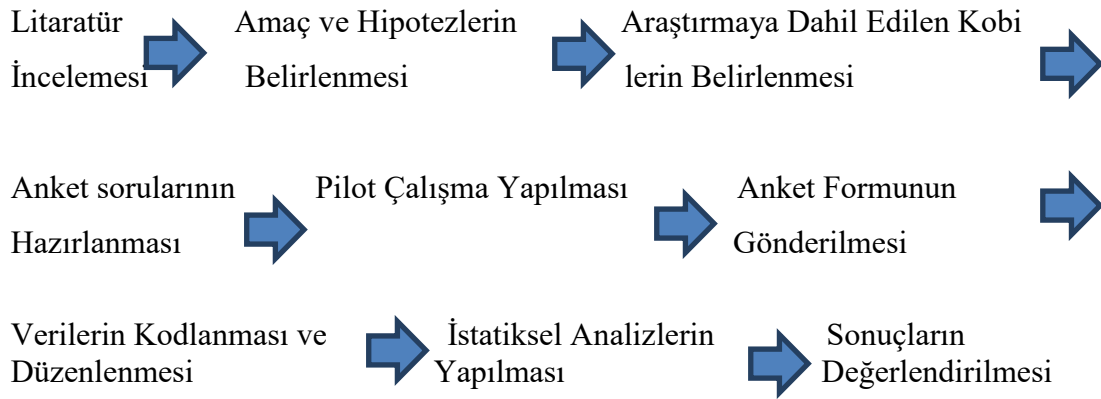 Litaratür Amaç ve Hipotezlerin Araştırmaya Dahil Edilen Kobi
İncelemesi Belirlenmesi lerin Belirlenmesi
Anket sorularının Pilot Çalışma Yapılması Anket Formunun
Hazırlanması Gönderilmesi
Verilerin Kodlanması ve İstatiksel Analizlerin Sonuçların
Düzenlenmesi Yapılması Değerlendirilmesi